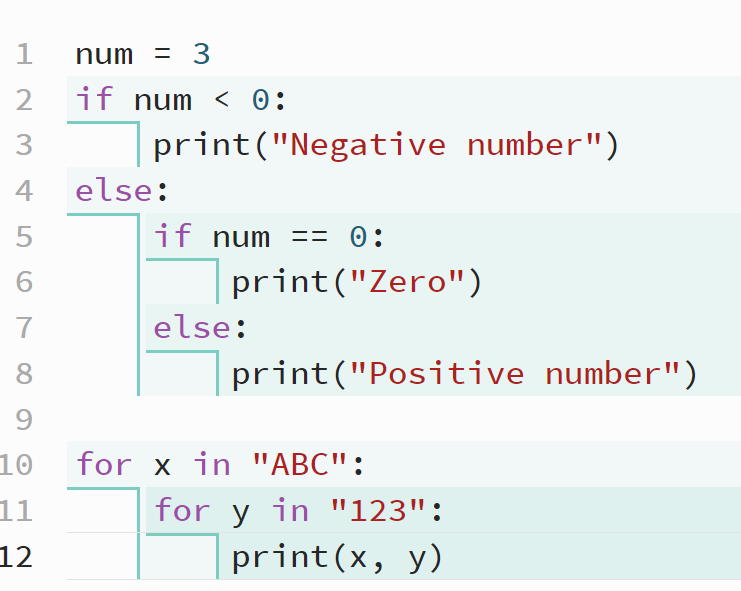 1 num = 3
2 if num < 0:
3     print("Negative number")
4 else:
5     if num == 0:
6         print("Zero")
7     else:
8         print("Positive number")
9
10 for x in "ABC":
11     for y in "123":
12         print(x, y)